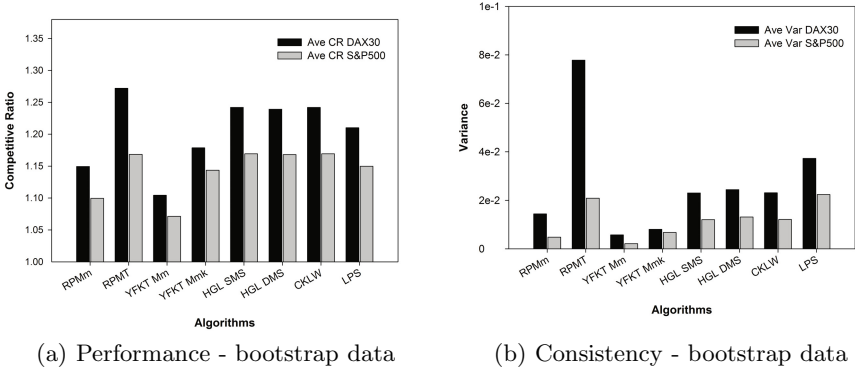 Ave CR DAX30
Ave CR S&P500
1.35
1.30
1.25
1.20
1.15
1.10
1.05
1.00
Competitive Ratio
RPMm
RPMT
YFKT Mm
YFKT Mmk
HGL SMS
HGL DMS
CKLW
LPS
Algorithms
(a) Performance - bootstrap data
Ave Var DAX30
Ave Var S&P500
1e-1
8e-2
6e-2
4e-2
2e-2
0
Variance
RPMm
RPMT
YFKT Mm
YFKT Mmk
HGL SMS
HGL DMS
CKLW
LPS
Algorithms
(b) Consistency - bootstrap data